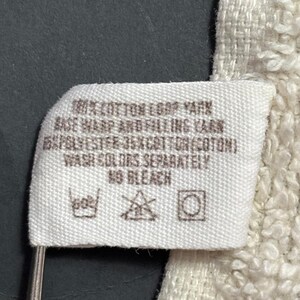 100% COTTON LOOP YARN
BASE WARP AND FILLING YARN
65%POLYESTER-35%COTTON(COTON)
WASH COLORS SEPARATELY
NO BLEACH
60°